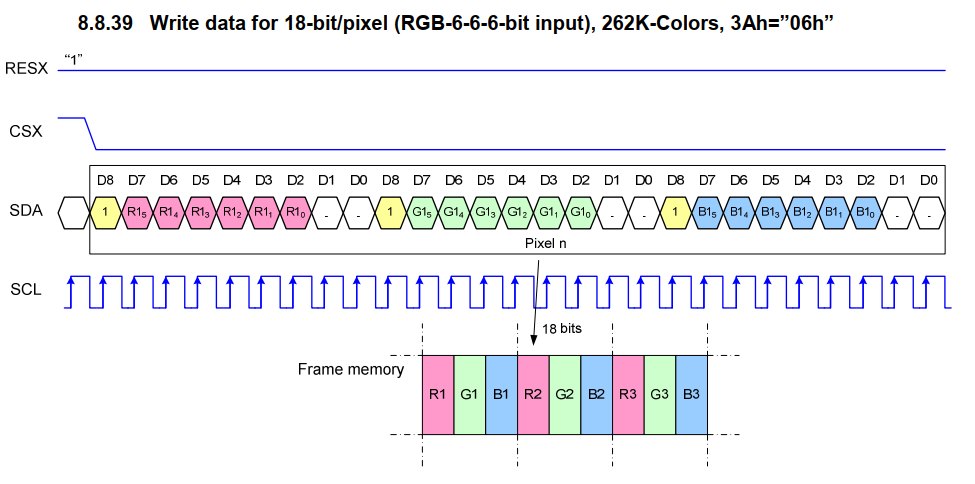 8.8.39 Write data for 18-bit/pixel (RGB-6-6-6-bit input), 262K-Colors, 3Ah=”06h”
“1”
RESX
CSX
D8 D7 D6 D5 D4 D3 D2 D1 D0 D8 D7 D6 D5 D4 D3 D2 D1 D0 D8 D7 D6 D5 D4 D3 D2 D1 D0
SDA 1 R1₅ R1₄ R1₃ R1₂ R1₁ R1₀ - - 1 G1₅ G1₄ G1₃ G1₂ G1₁ G1₀ - - 1 B1₅ B1₄ B1₃ B1₂ B1₁ B1₀ - -
Pixel n
SCL
18 bits
Frame memory
R1 G1 B1 R2 G2 B2 R3 G3 B3